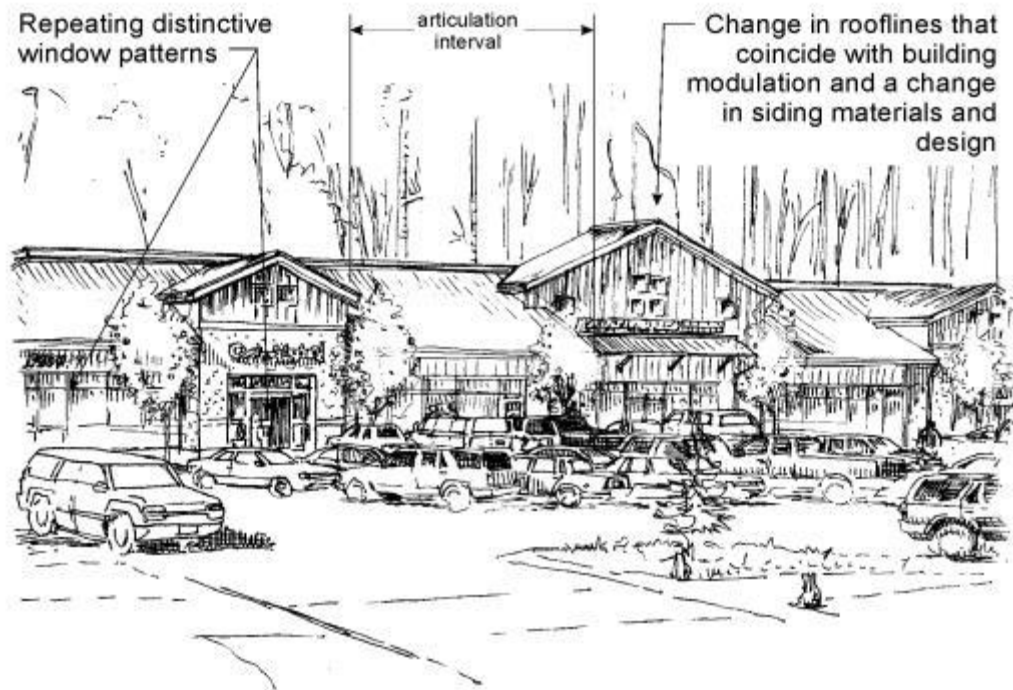 Repeating distinctive
window patterns
articulation
interval
Change in rooflines that
coincide with building
modulation and a change
in siding materials and
design